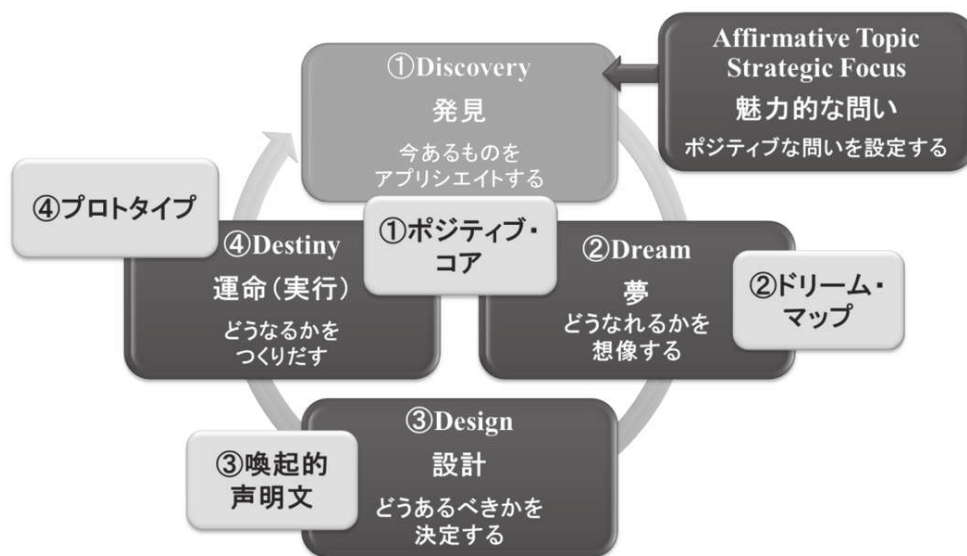 ①Discovery
発見
今あるものを
アプリシエイトする
Affirmative Topic
Strategic Focus
魅力的な問い
ポジティブな問いを設定する
①ポジティブ・
コア
②Dream
夢
どうなれるかを
想像する
②ドリーム・
マップ
③Design
設計
どうあるべきかを
決定する
③喚起的
声明文
④Destiny
運命（実行）
どうなるかを
つくりだす
④プロトタイプ